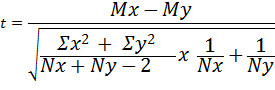 t = Mx − My / √ Σx² + Σy² / Nx + Ny − 2 x 1 / Nx + 1 / Ny